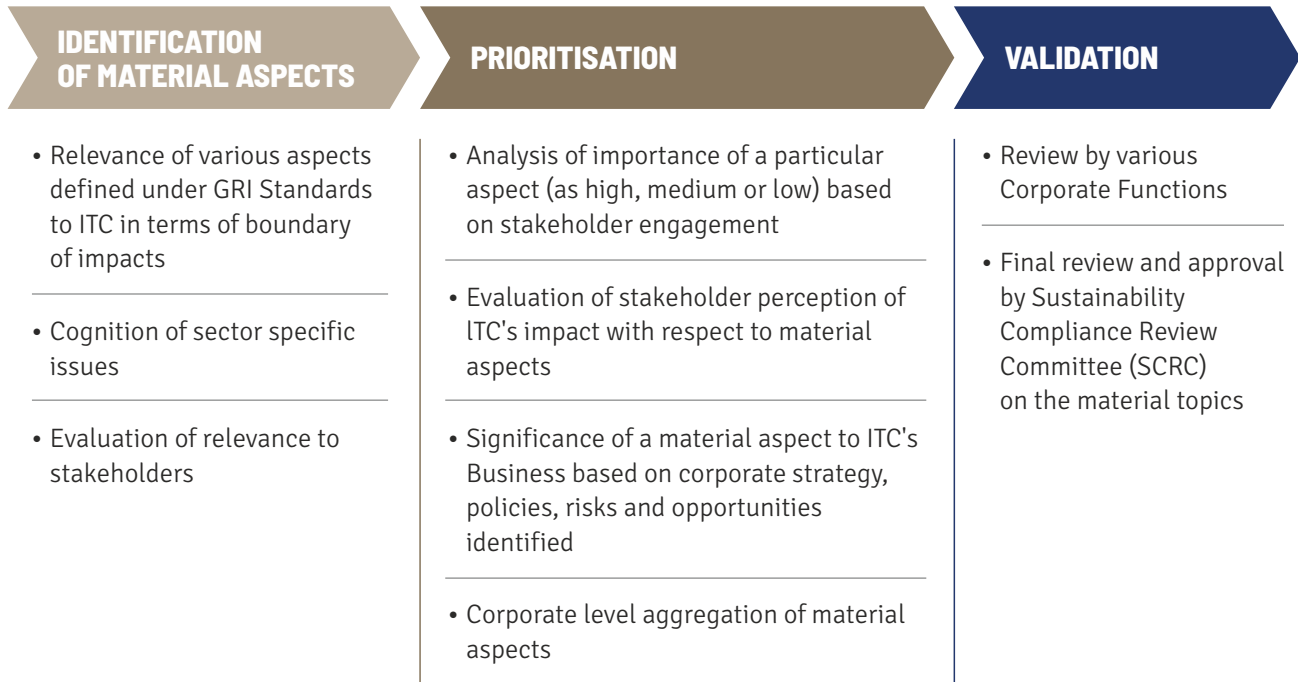 IDENTIFICATION
OF MATERIAL ASPECTS
• Relevance of various aspects
defined under GRI Standards
to ITC in terms of boundary
of impacts
• Cognition of sector specific
issues
• Evaluation of relevance to
stakeholders
PRIORITISATION
• Analysis of importance of a particular
aspect (as high, medium or low) based
on stakeholder engagement
• Evaluation of stakeholder perception of
lTC's impact with respect to material
aspects
• Significance of a material aspect to ITC's
Business based on corporate strategy,
policies, risks and opportunities
identified
• Corporate level aggregation of material
aspects
VALIDATION
• Review by various
Corporate Functions
• Final review and approval
by Sustainability
Compliance Review
Committee (SCRC)
on the material topics